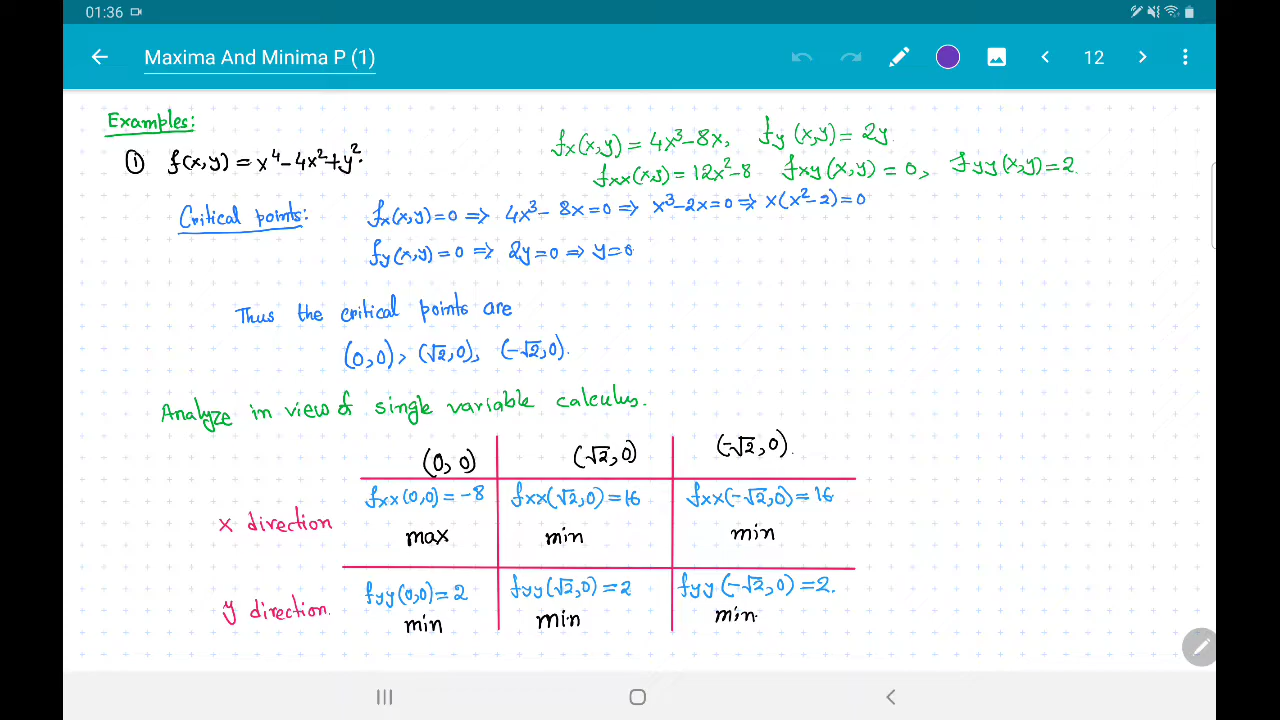 01:36
Maxima And Minima P (1)
12
Examples:
① f(x,y) = x⁴ - 4x² + y².
fx(x,y) = 4x³ - 8x, fy(x,y) = 2y
fxx(x,y) = 12x² - 8 fxy(x,y) = 0, fyy(x,y) = 2
Critical points: fx(x,y) = 0 ⇒ 4x³ - 8x = 0 ⇒ x³ - 2x = 0 ⇒ x(x² - 2) = 0
fy(x,y) = 0 ⇒ 2y = 0 ⇒ y = 0
Thus the critical points are
(0,0), (√2,0), (-√2,0).
Analyze in view of single variable calculus.
(0,0) (√2,0) (-√2,0).
fxx(0,0) = -8 fxx(√2,0) = 16 fxx(-√2,0) = 16
x direction
max min min
fyy(0,0) = 2 fyy(√2,0) = 2 fyy(-√2,0) = 2.
y direction.
min min min.